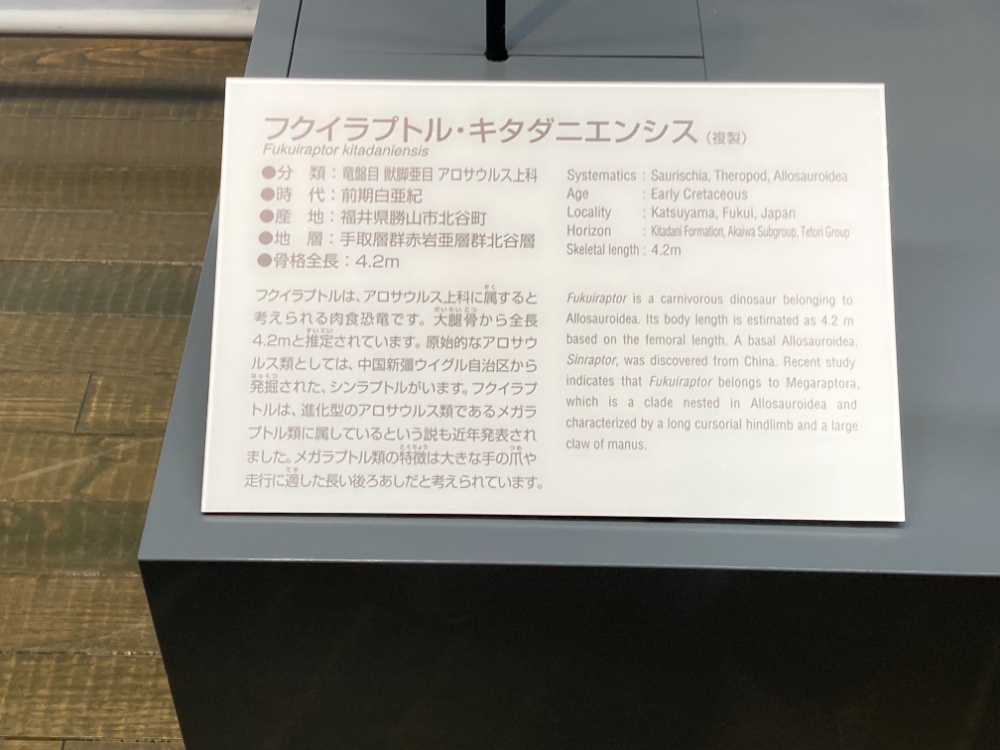 フクイラプトル・キタダニエンシス（複製）
Fukuiraptor kitadaniensis
●分　類：竜盤目 獣脚亜目 アロサウルス上科
●時　代：前期白亜紀
●産　地：福井県勝山市北谷町
●地　層：手取層群赤岩亜層群北谷層
●骨格全長：4.2m
フクイラプトルは、アロサウルス上科に属すると
考えられる肉食恐竜です。大腿骨から全長
4.2mと推定されています。原始的なアロサウ
ルス類としては、中国新疆ウイグル自治区から
発掘された、シンラプトルがいます。フクイラプ
トルは、進化型のアロサウルス類であるメガラ
プトル類に属しているという説も近年発表され
ました。メガラプトル類の特徴は大きな手の爪や
走行に適した長い後ろあしだと考えられています。
Systematics : Saurischia, Theropod, Allosauroidea
Age : Early Cretaceous
Locality : Katsuyama, Fukui, Japan
Horizon : Kitadani Formation, Akaiwa Subgroup, Tetori Group
Skeletal length : 4.2m
Fukuiraptor is a carnivorous dinosaur belonging to
Allosauroidea. Its body length is estimated as 4.2 m
based on the femoral length. A basal Allosauroidea,
Sinraptor, was discovered from China. Recent study
indicates that Fukuiraptor belongs to Megaraptora,
which is a clade nested in Allosauroidea and
characterized by a long cursorial hindlimb and a large
claw of manus.